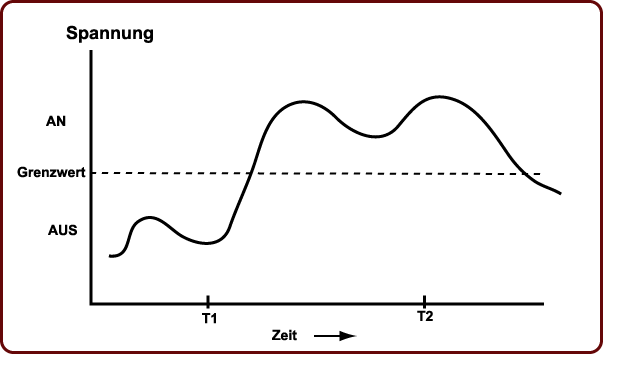 Spannung
AN
Grenzwert
AUS
T1
T2
Zeit